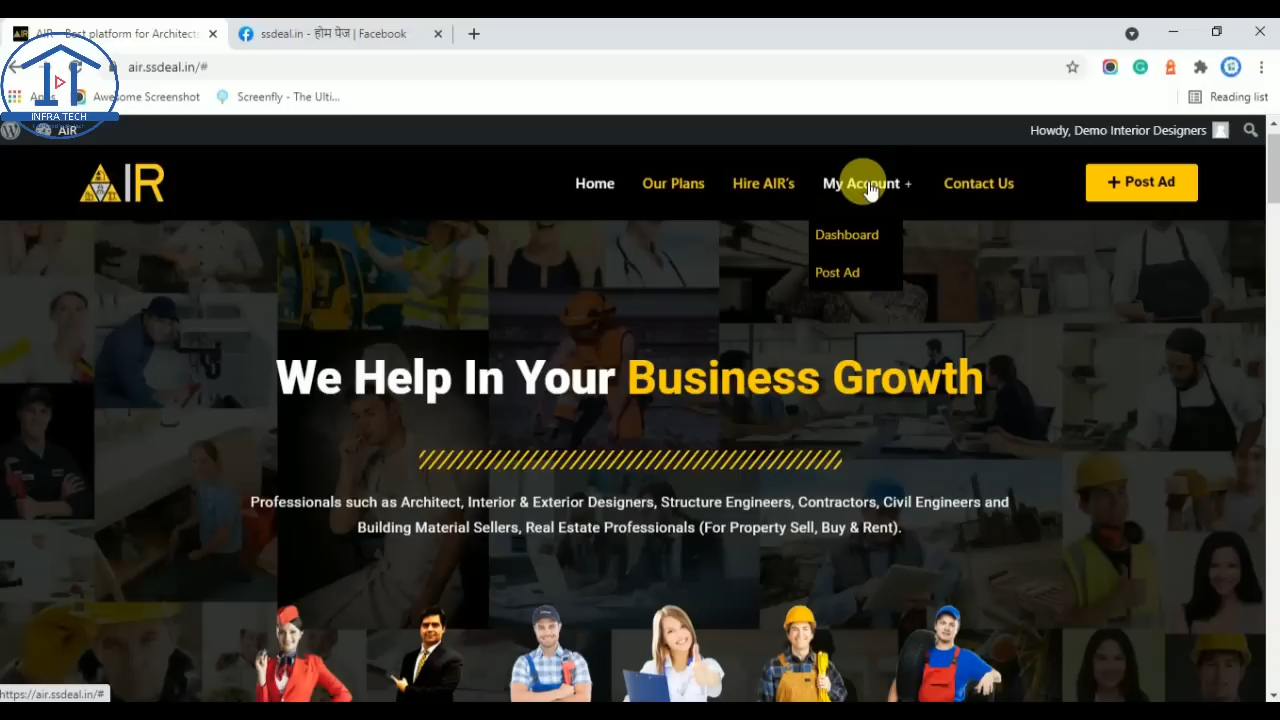 AIR - Best platform for Architects
ssdeal.in - होम पेज | Facebook
air.ssdeal.in/#
Apps
Awesome Screenshot
Screenfly - The Ulti...
Reading list
INFRA TECH
AIR
Howdy, Demo Interior Designers
AIR
Home
Our Plans
Hire AIR's
My Account +
Contact Us
+ Post Ad
Dashboard
Post Ad
We Help In Your Business Growth
Professionals such as Architect, Interior & Exterior Designers, Structure Engineers, Contractors, Civil Engineers and
Building Material Sellers, Real Estate Professionals (For Property Sell, Buy & Rent).
https://air.ssdeal.in/#